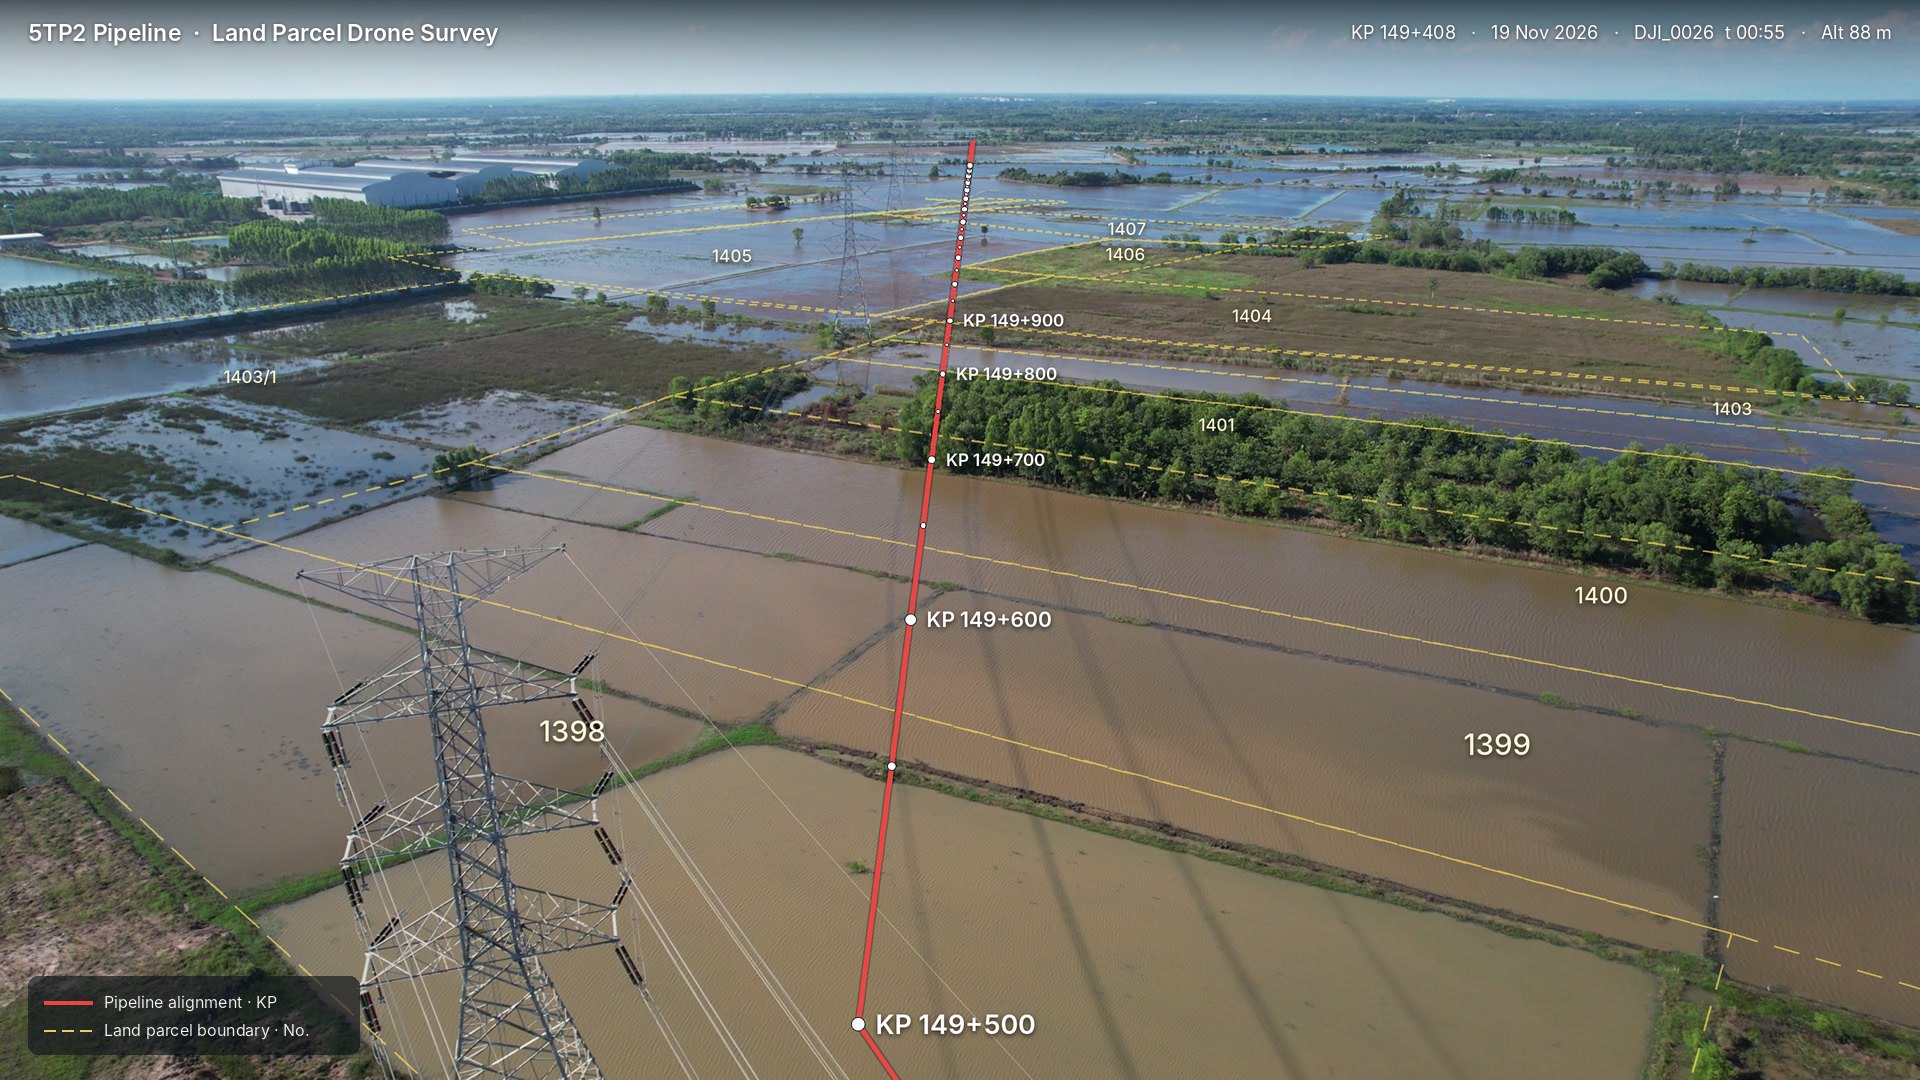 5TP2 Pipeline · Land Parcel Drone Survey
KP 149+408 · 19 Nov 2026 · DJI_0026 t 00:55 · Alt 88 m
1407
1405
1406
1404
KP 149+900
KP 149+800
1403/1
1403
1401
KP 149+700
1400
KP 149+600
1398
1399
KP 149+500
Pipeline alignment · KP
Land parcel boundary · No.